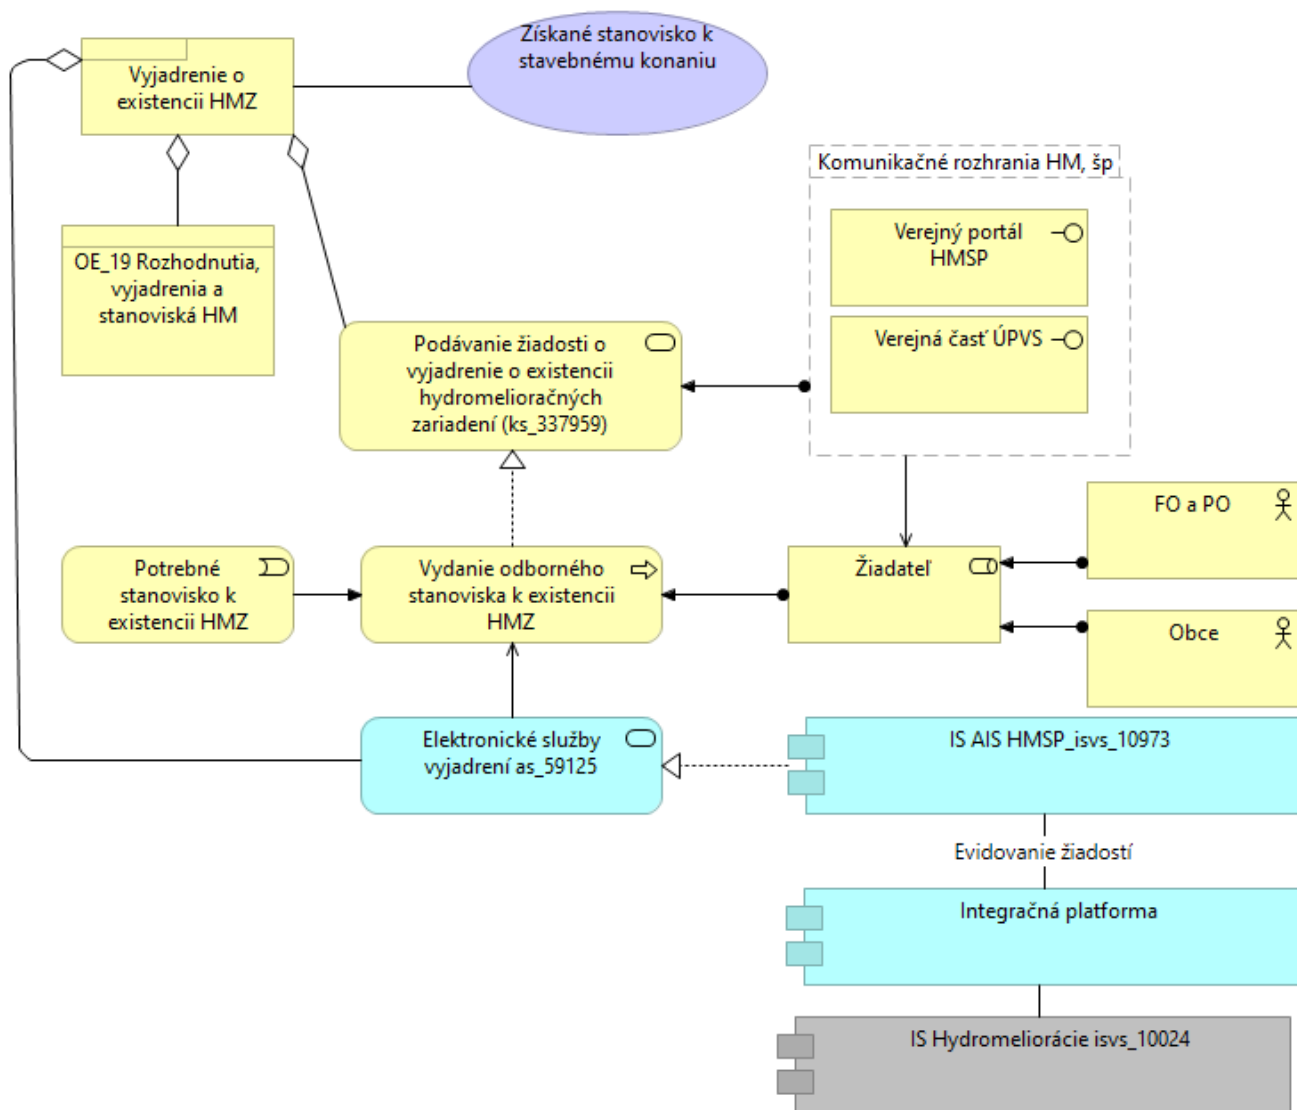 Získané stanovisko k
stavebnému konaniu
Vyjadrenie o
existencii HMZ
Komunikačné rozhrania HM, šp
Verejný portál
HMSP
OE_19 Rozhodnutia,
vyjadrenia a
stanoviská HM
Verejná časť ÚPVS
Podávanie žiadosti o
vyjadrenie o existencii
hydromelioračných
zariadení (ks_337959)
FO a PO
Potrebné
stanovisko k
existencii HMZ
Vydanie odborného
stanoviska k existencii
HMZ
Žiadateľ
Obce
Elektronické služby
vyjadrení as_59125
IS AIS HMSP_isvs_10973
Evidovanie žiadostí
Integračná platforma
IS Hydromeliorácie isvs_10024